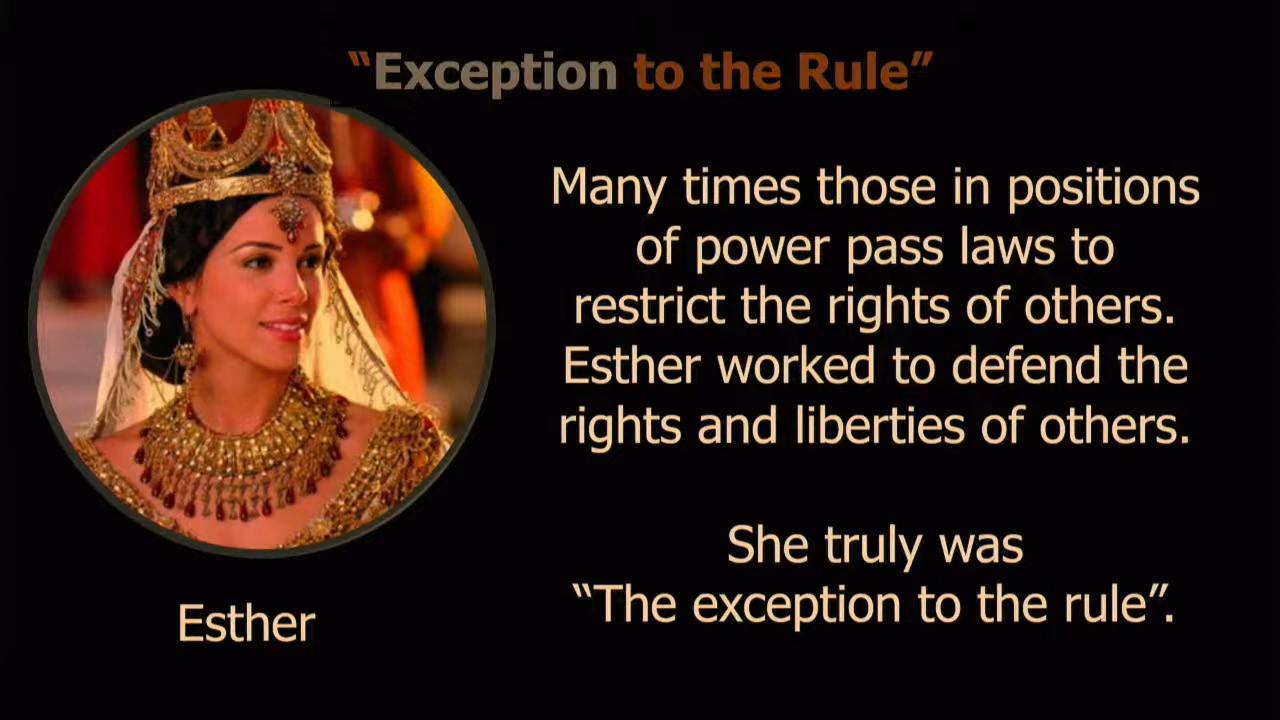 “Exception to the Rule”
Many times those in positions
of power pass laws to
restrict the rights of others.
Esther worked to defend the
rights and liberties of others.
She truly was
“The exception to the rule”.
Esther